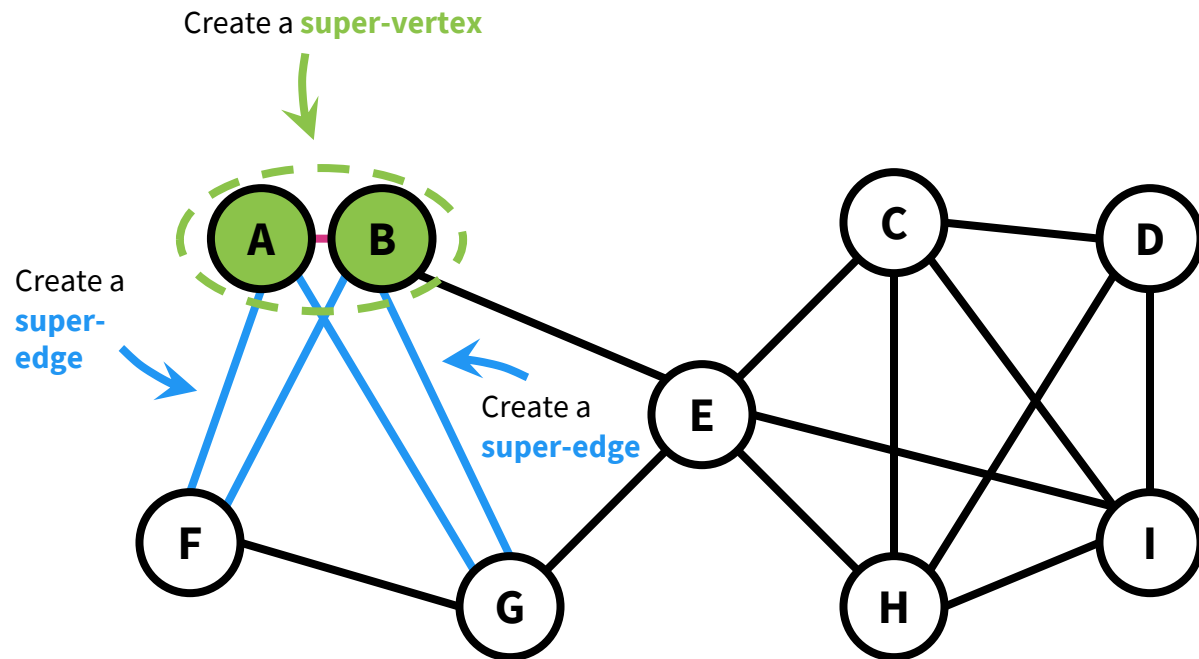 Create a super-vertex
A
B
C
D
Create a
super-
edge
Create a
super-edge
E
F
G
H
I